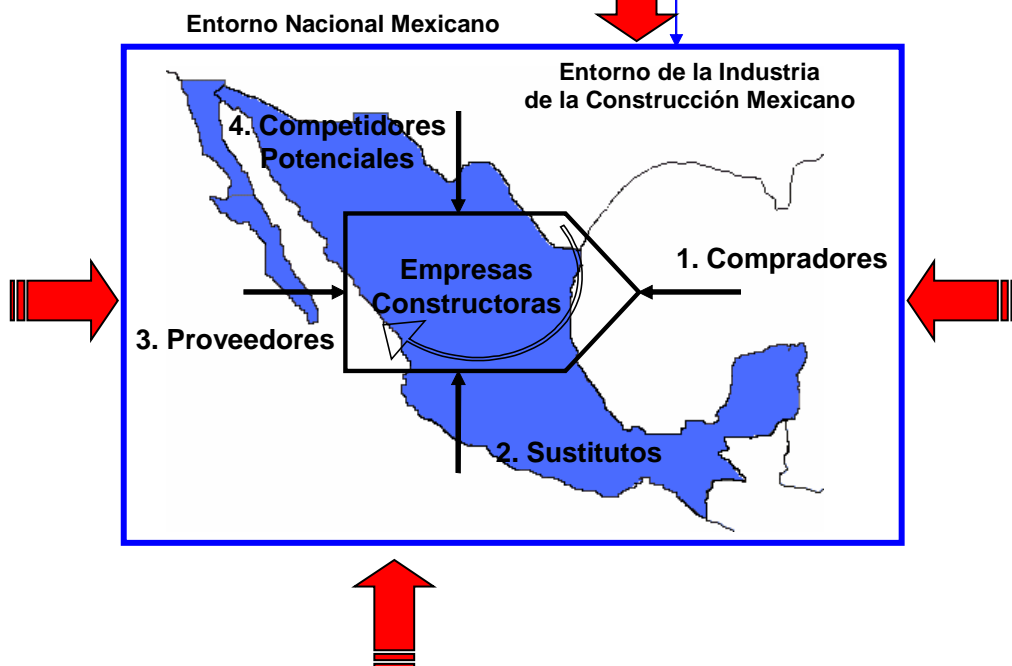 Entorno Nacional Mexicano
Entorno de la Industria
de la Construcción Mexicano
4. Competidores
Potenciales
1. Compradores
Empresas
Constructoras
3. Proveedores
2. Sustitutos